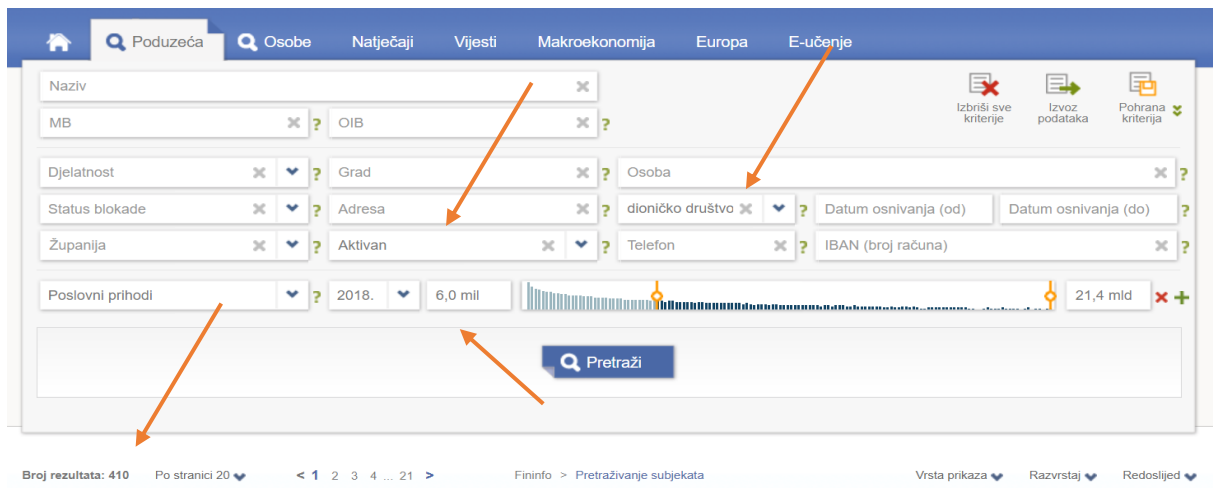 Poduzeća Osobe Natječaji Vijesti Makroekonomija Europa E-učenje
Naziv
Izbriši sve kriterije Izvoz podataka Pohrana kriterija
MB ? OIB ?
Djelatnost ? Grad ? Osoba ?
Status blokade ? Adresa ? dioničko društvo ? Datum osnivanja (od) Datum osnivanja (do) ?
Županija ? Aktivan ? Telefon ? IBAN (broj računa) ?
Poslovni prihodi ? 2018. 6,0 mil 21,4 mld
Pretraži
Broj rezultata: 410 Po stranici 20 < 1 2 3 4 ... 21 > Fininfo > Pretraživanje subjekata Vrsta prikaza Razvrstaj Redoslijed